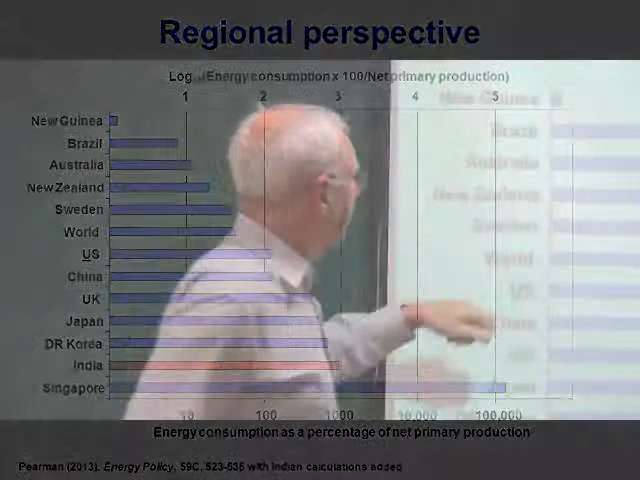 Regional perspective
(Energy consumption x 100/Net primary production)
1 2 3 4 5
New Guinea
Brazil
Australia
New Zealand
Sweden
World
US
China
UK
Japan
DR Korea
India
Singapore
10 100 1000 10,000 100,000
Energy consumption as a percentage of net primary production
Pearman (2013), Energy Policy, 59C, 523-535 with Indian calculations added